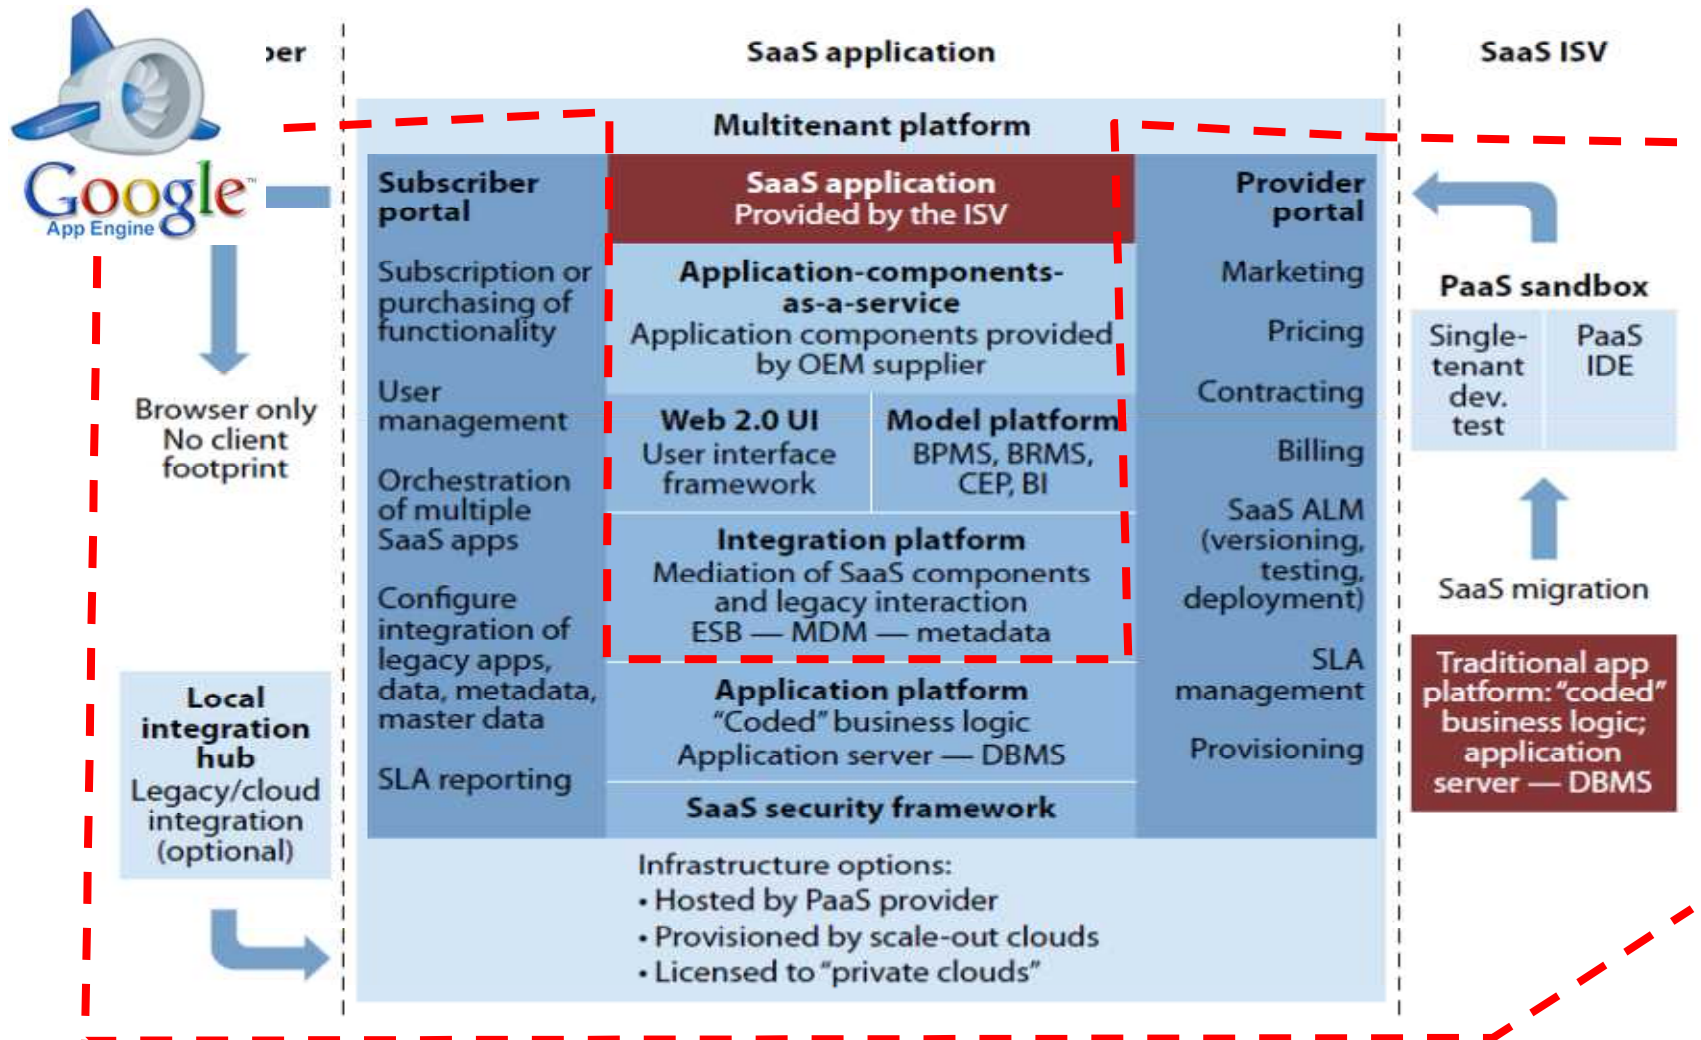 ber
SaaS application
SaaS ISV
Google™
App Engine
Multitenant platform
Subscriber
portal
Subscription or
purchasing of
functionality
User
management
Orchestration
of multiple
SaaS apps
Configure
integration of
legacy apps,
data, metadata,
master data
SLA reporting
SaaS application
Provided by the ISV
Application-components-
as-a-service
Application components provided
by OEM supplier
Web 2.0 UI
User interface
framework
Model platform
BPMS, BRMS,
CEP, BI
Integration platform
Mediation of SaaS components
and legacy interaction
ESB — MDM — metadata
Application platform
“Coded” business logic
Application server — DBMS
SaaS security framework
Provider
portal
Marketing
Pricing
Contracting
Billing
SaaS ALM
(versioning,
testing,
deployment)
SLA
management
Provisioning
Infrastructure options:
• Hosted by PaaS provider
• Provisioned by scale-out clouds
• Licensed to “private clouds”
Browser only
No client
footprint
Local
integration
hub
Legacy/cloud
integration
(optional)
PaaS sandbox
Single-
tenant
dev.
test
PaaS
IDE
SaaS migration
Traditional app
platform: “coded”
business logic;
application
server — DBMS